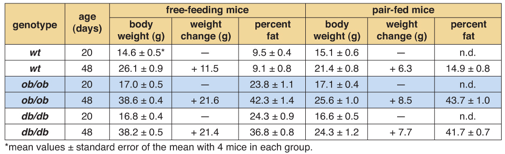 genotype age (days) free-feeding mice pair-fed mice
body weight (g) weight change (g) percent fat body weight (g) weight change (g) percent fat
wt 20 14.6 ± 0.5* — 9.5 ± 0.4 15.1 ± 0.6 — n.d.
wt 48 26.1 ± 0.9 + 11.5 9.1 ± 0.8 21.4 ± 0.8 + 6.3 14.9 ± 0.8
ob/ob 20 17.0 ± 0.5 — 23.8 ± 1.1 17.1 ± 0.4 — n.d.
ob/ob 48 38.6 ± 0.4 + 21.6 42.3 ± 1.4 25.6 ± 1.0 + 8.5 43.7 ± 1.0
db/db 20 16.8 ± 0.4 — 24.3 ± 0.9 16.6 ± 0.5 — n.d.
db/db 48 38.2 ± 0.5 + 21.4 36.8 ± 0.8 24.3 ± 1.2 + 7.7 41.7 ± 0.7
*mean values ± standard error of the mean with 4 mice in each group.